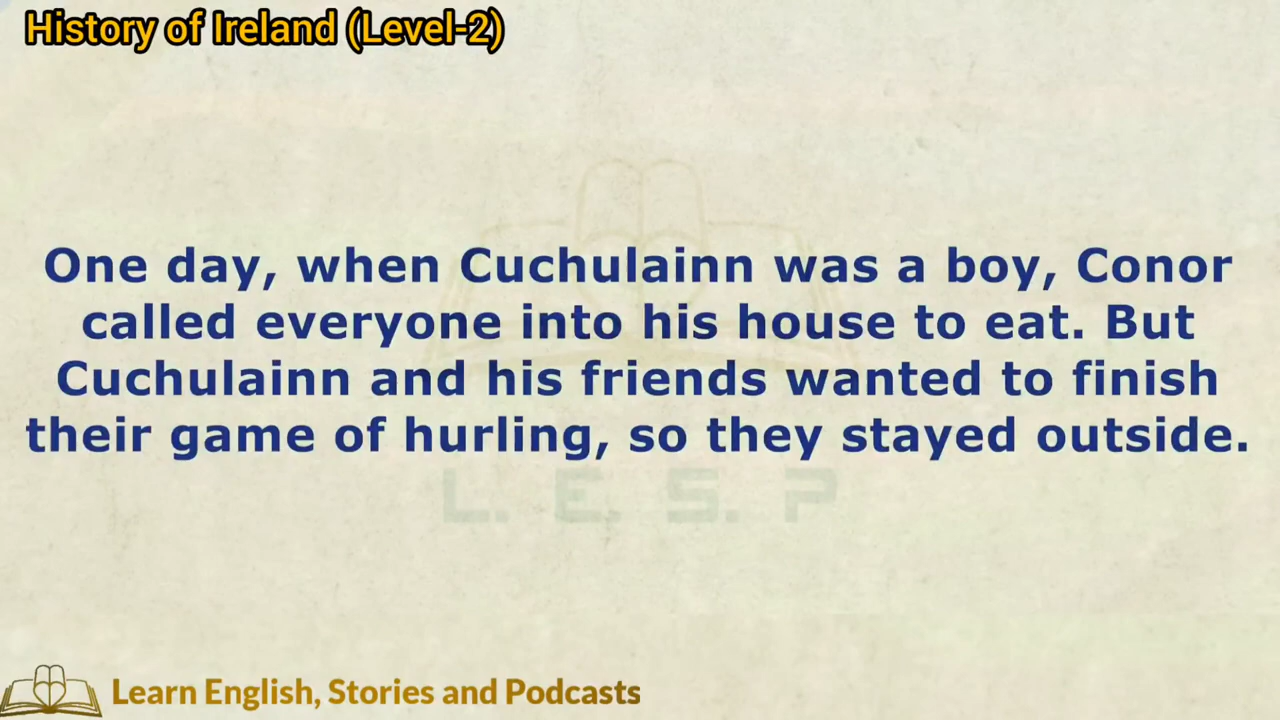 History of Ireland (Level-2)
One day, when Cuchulainn was a boy, Conor
called everyone into his house to eat. But
Cuchulainn and his friends wanted to finish
their game of hurling, so they stayed outside.
L. E. S. P
Learn English, Stories and Podcasts